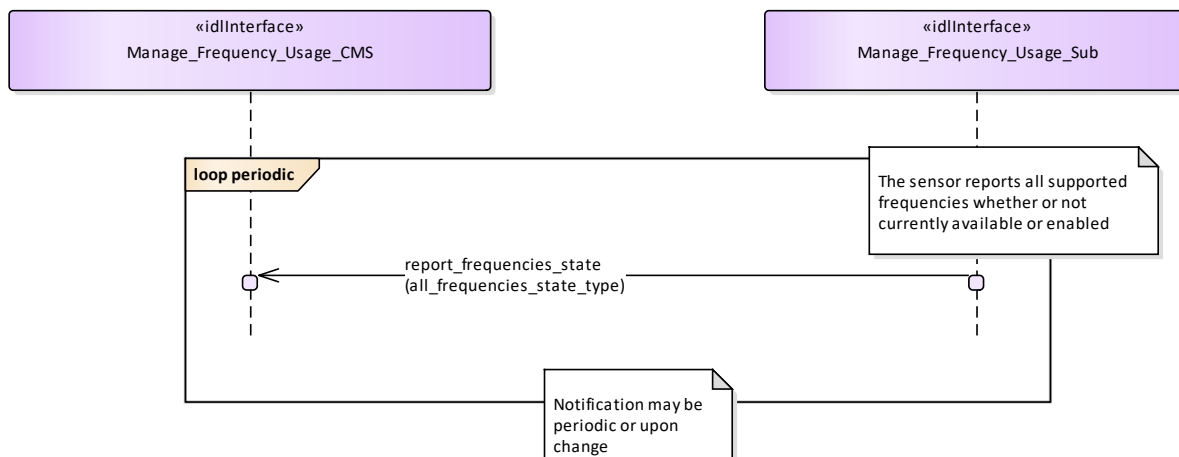 «idlInterface»
Manage_Frequency_Usage_CMS
«idlInterface»
Manage_Frequency_Usage_Sub
loop periodic
The sensor reports all supported
frequencies whether or not
currently available or enabled
report_frequencies_state
(all_frequencies_state_type)
Notification may be
periodic or upon
change